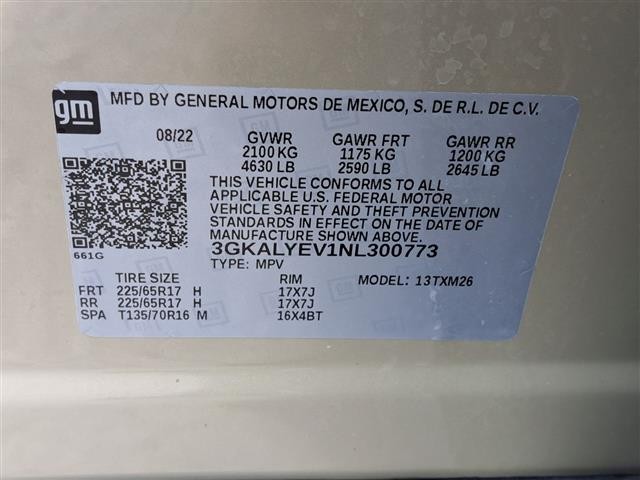 gm
MFD BY GENERAL MOTORS DE MEXICO, S. DE R.L. DE C.V.
08/22 GVWR GAWR FRT GAWR RR
2100 KG 1175 KG 1200 KG
4630 LB 2590 LB 2645 LB
THIS VEHICLE CONFORMS TO ALL
APPLICABLE U.S. FEDERAL MOTOR
VEHICLE SAFETY AND THEFT PREVENTION
STANDARDS IN EFFECT ON THE DATE OF
MANUFACTURE SHOWN ABOVE.
661G
3GKALYEV1NL300773
TYPE: MPV MODEL: 13TXM26
TIRE SIZE RIM
FRT 225/65R17 H 17X7J
RR 225/65R17 H 17X7J
SPA T135/70R16 M 16X4BT